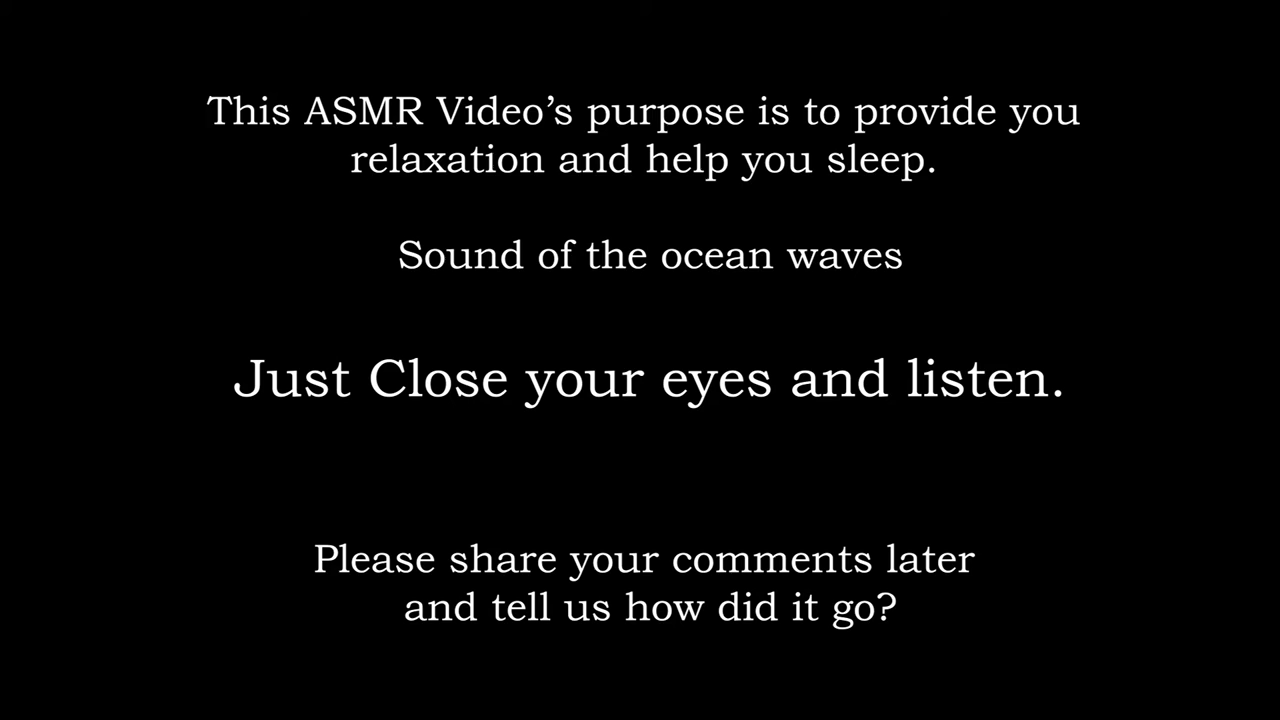 This ASMR Video’s purpose is to provide you
relaxation and help you sleep.
Sound of the ocean waves
Just Close your eyes and listen.
Please share your comments later
and tell us how did it go?